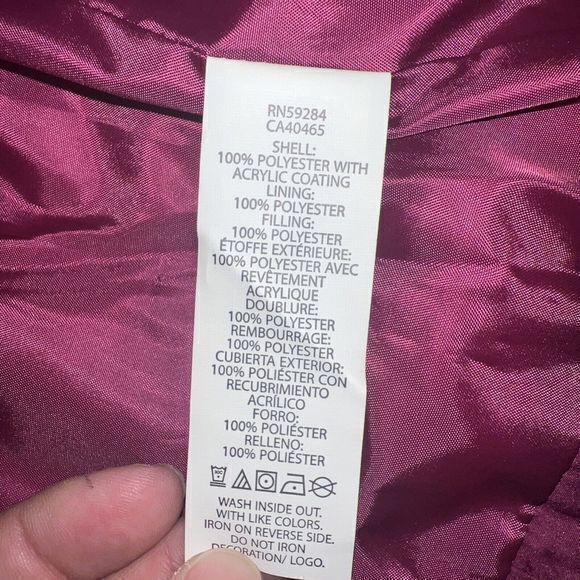 RN59284
CA40465
SHELL:
100% POLYESTER WITH
ACRYLIC COATING
LINING:
100% POLYESTER
FILLING:
100% POLYESTER
ÉTOFFE EXTÉRIEURE:
100% POLYESTER AVEC
REVÊTEMENT
ACRYLIQUE
DOUBLURE:
100% POLYESTER
REMBOURRAGE:
100% POLYESTER
CUBIERTA EXTERIOR:
100% POLIÉSTER CON
RECUBRIMIENTO
ACRÍLICO
FORRO:
100% POLIÉSTER
RELLENO:
100% POLIÉSTER
WASH INSIDE OUT.
WITH LIKE COLORS.
IRON ON REVERSE SIDE.
DO NOT IRON
DECORATION/ LOGO.